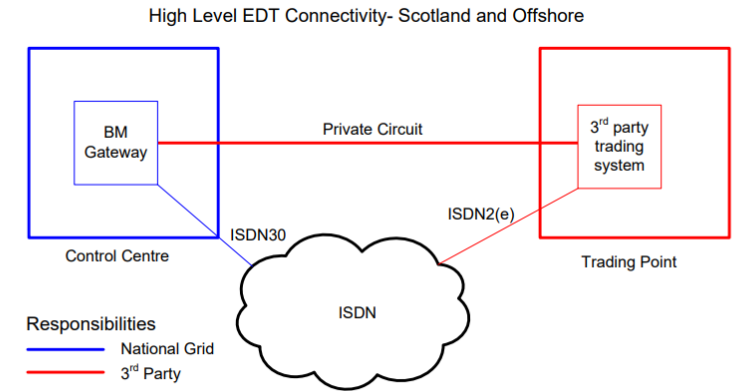 High Level EDT Connectivity- Scotland and Offshore
BM
Gateway
Private Circuit
3rd party
trading
system
ISDN30
ISDN2(e)
Control Centre
Trading Point
ISDN
Responsibilities
National Grid
3rd Party